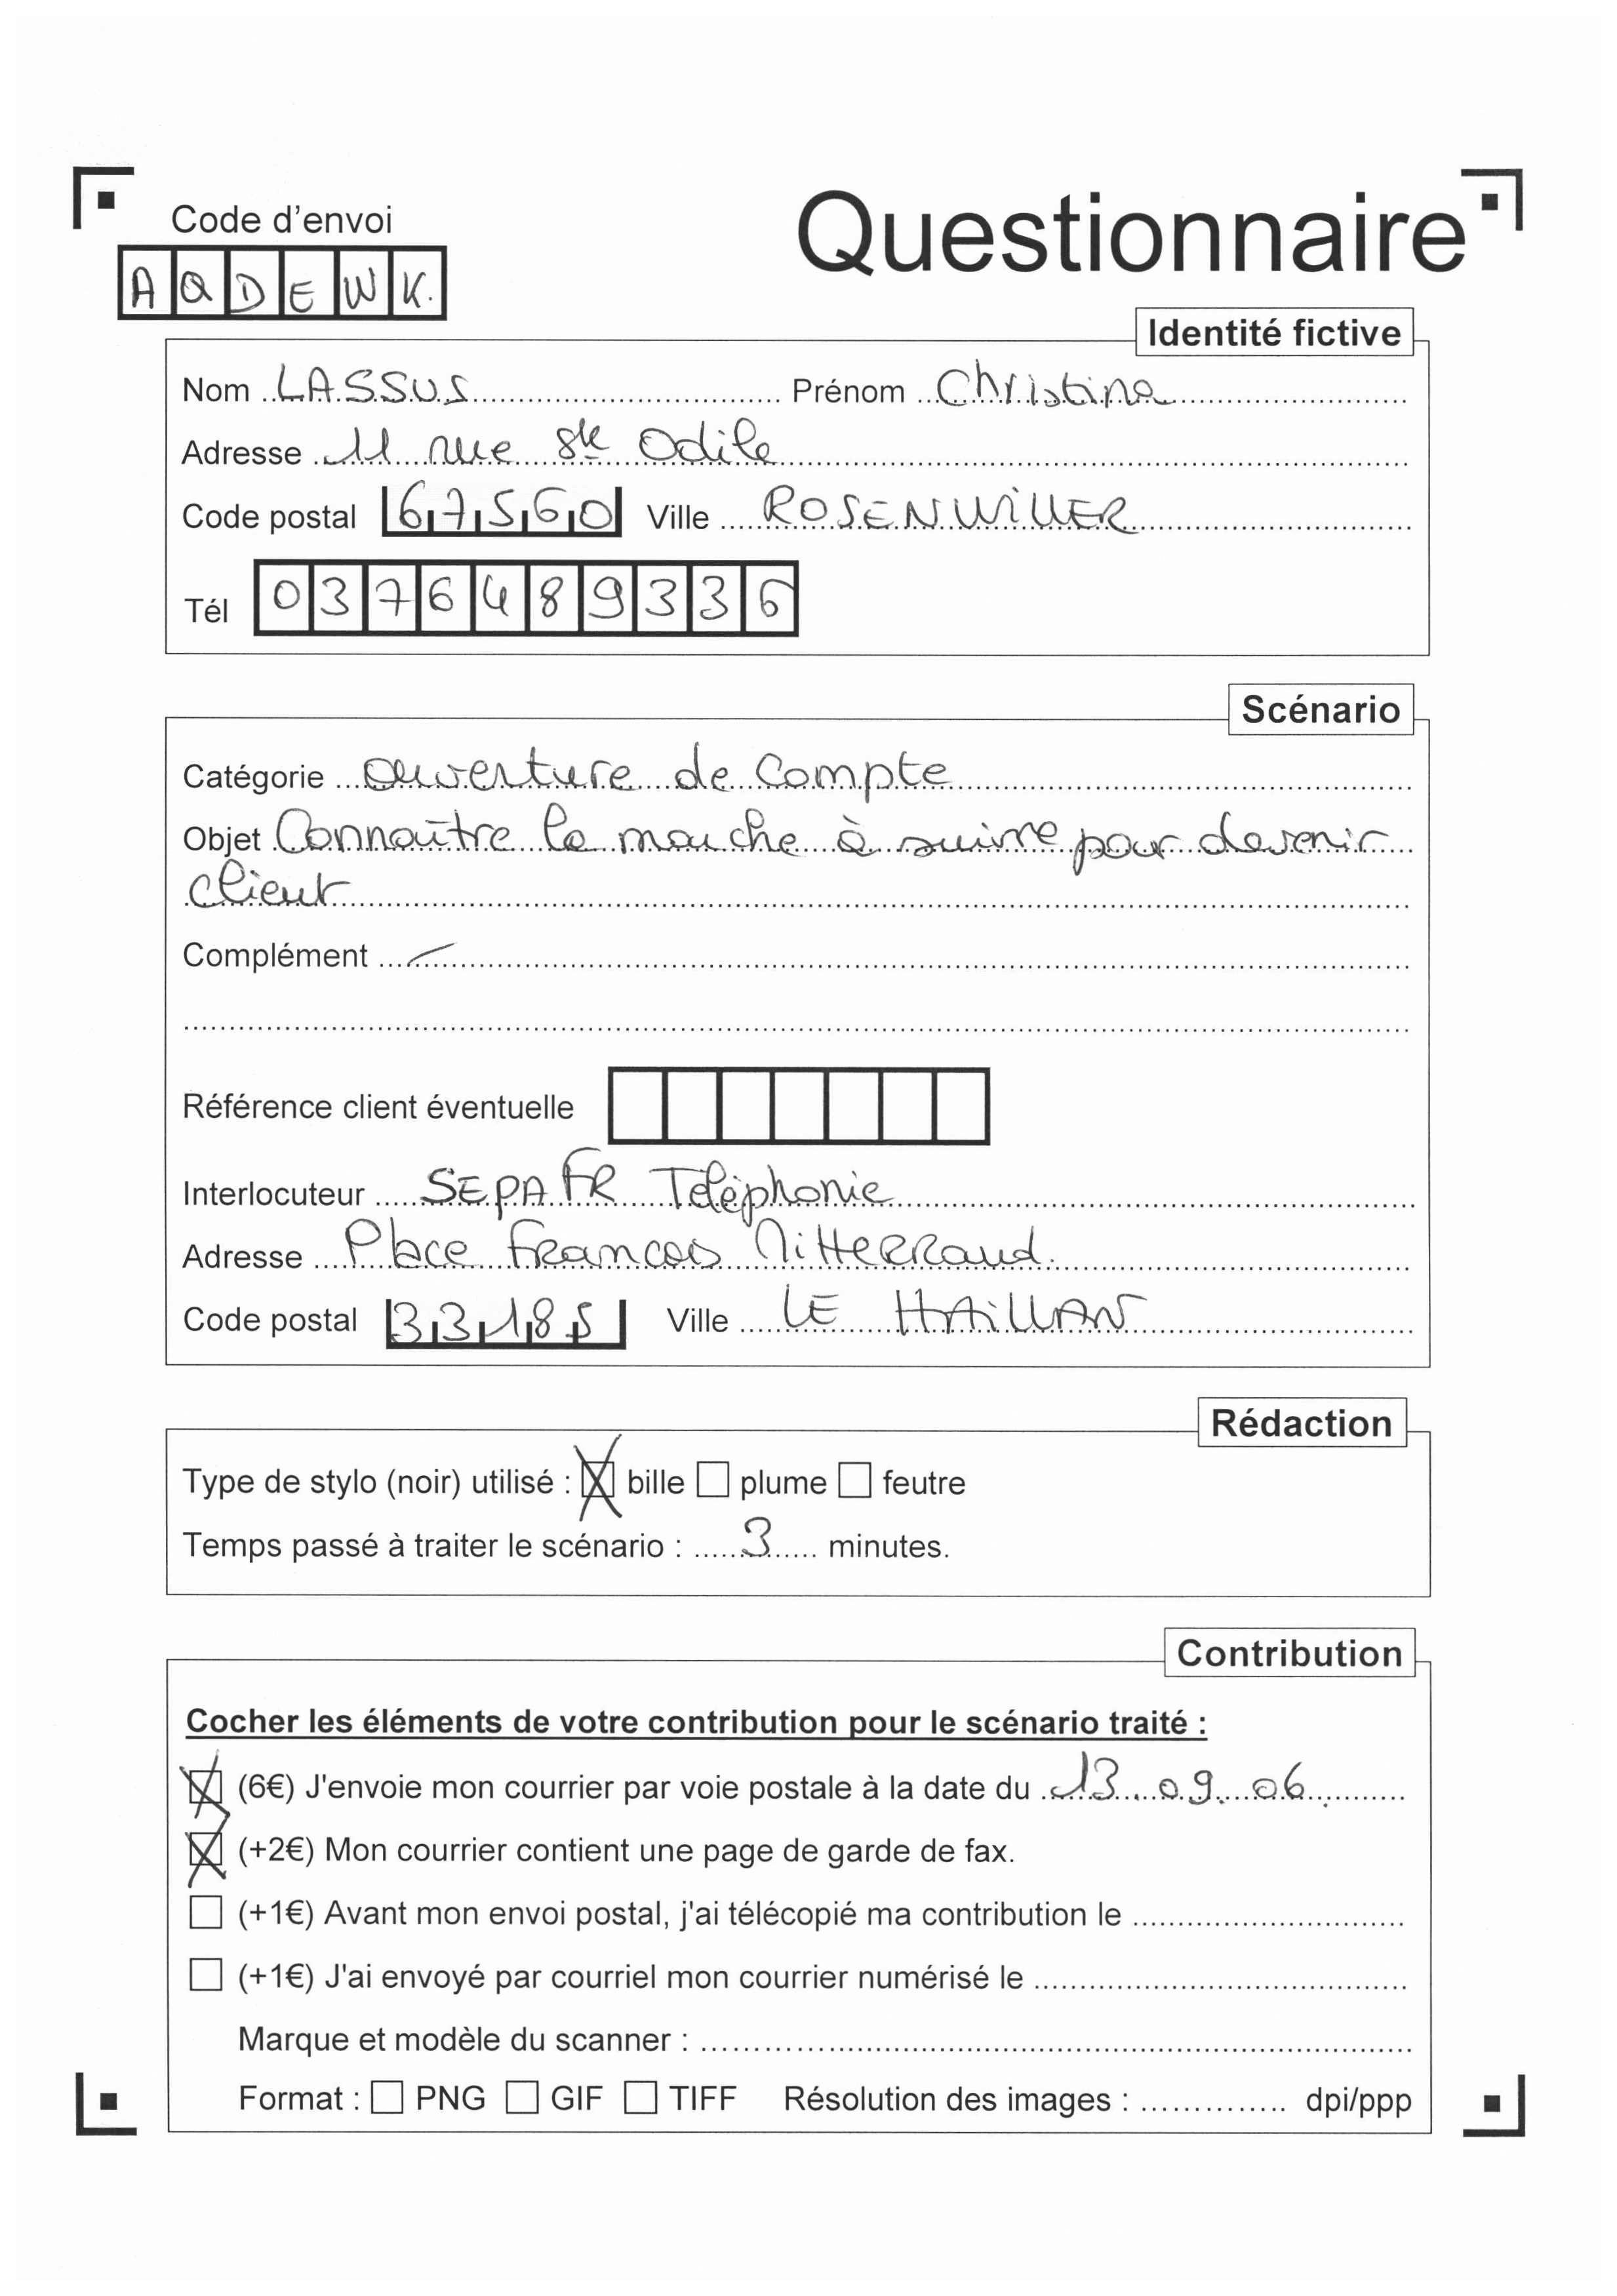 Code d'envoi
Questionnaire
AQDEWK.
Identité fictive
Nom LASSUS Prénom Christina
Adresse 11 rue Ste Odile
Code postal 67560 Ville ROSENWILLER
Tél 0376489336
Scénario
Catégorie ouverture de compte
Objet Connaître la marche à suivre pour devenir
client
Complément
Référence client éventuelle
Interlocuteur SEPAFR Téléphonie
Adresse Place Francois Mitterrand.
Code postal 33185 Ville LE HAILLAN
Rédaction
Type de stylo (noir) utilisé : bille plume feutre
Temps passé à traiter le scénario : 3 minutes.
Contribution
Cocher les éléments de votre contribution pour le scénario traité :
(6€) J'envoie mon courrier par voie postale à la date du 13.09.06.
(+2€) Mon courrier contient une page de garde de fax.
(+1€) Avant mon envoi postal, j'ai télécopié ma contribution le
(+1€) J'ai envoyé par courriel mon courrier numérisé le
Marque et modèle du scanner :
Format : PNG GIF TIFF Résolution des images : dpi/ppp